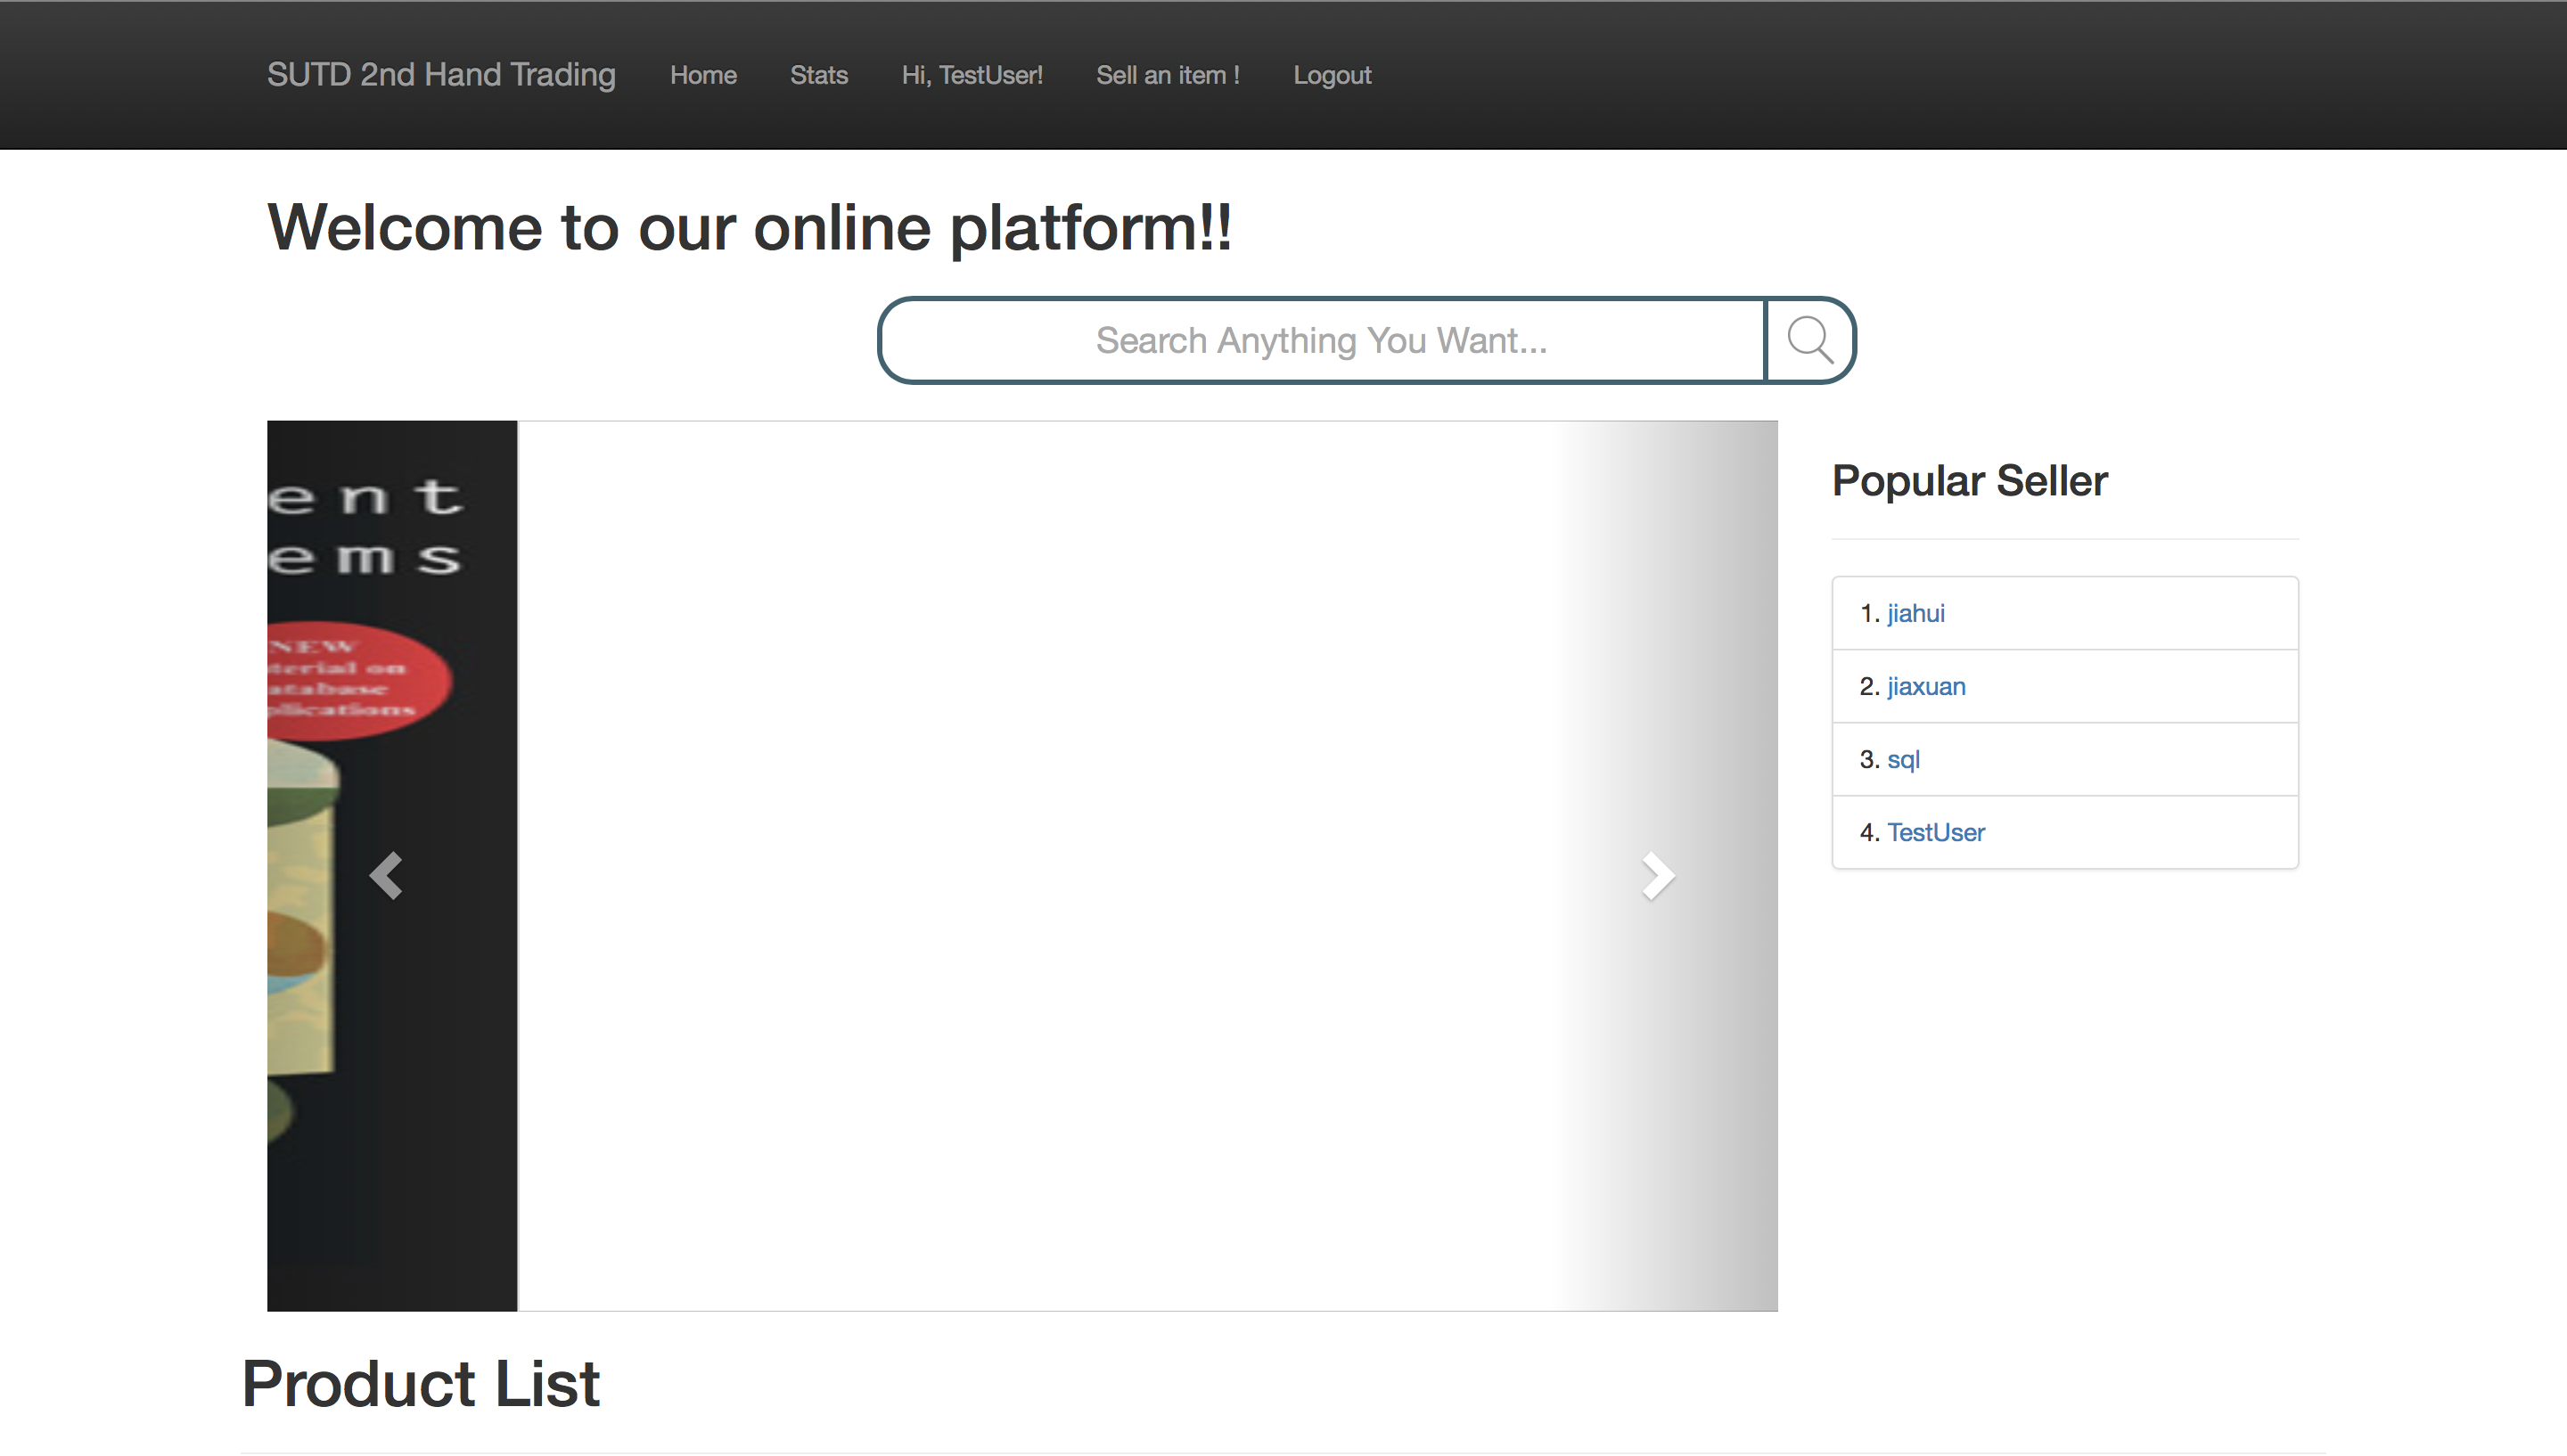 SUTD 2nd Hand Trading Home Stats Hi, TestUser! Sell an item ! Logout
Welcome to our online platform!!
Search Anything You Want...
ent
ems
NEW
terial on
atabase
plications
Popular Seller
1. jiahui
2. jiaxuan
3. sql
4. TestUser
Product List